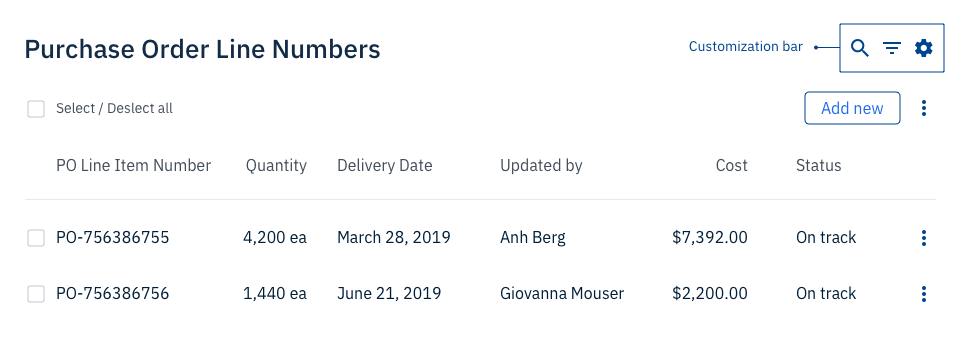 Purchase Order Line Numbers
Customization bar
Select / Deslect all
Add new
PO Line Item Number Quantity Delivery Date Updated by Cost Status
PO-756386755 4,200 ea March 28, 2019 Anh Berg $7,392.00 On track
PO-756386756 1,440 ea June 21, 2019 Giovanna Mouser $2,200.00 On track